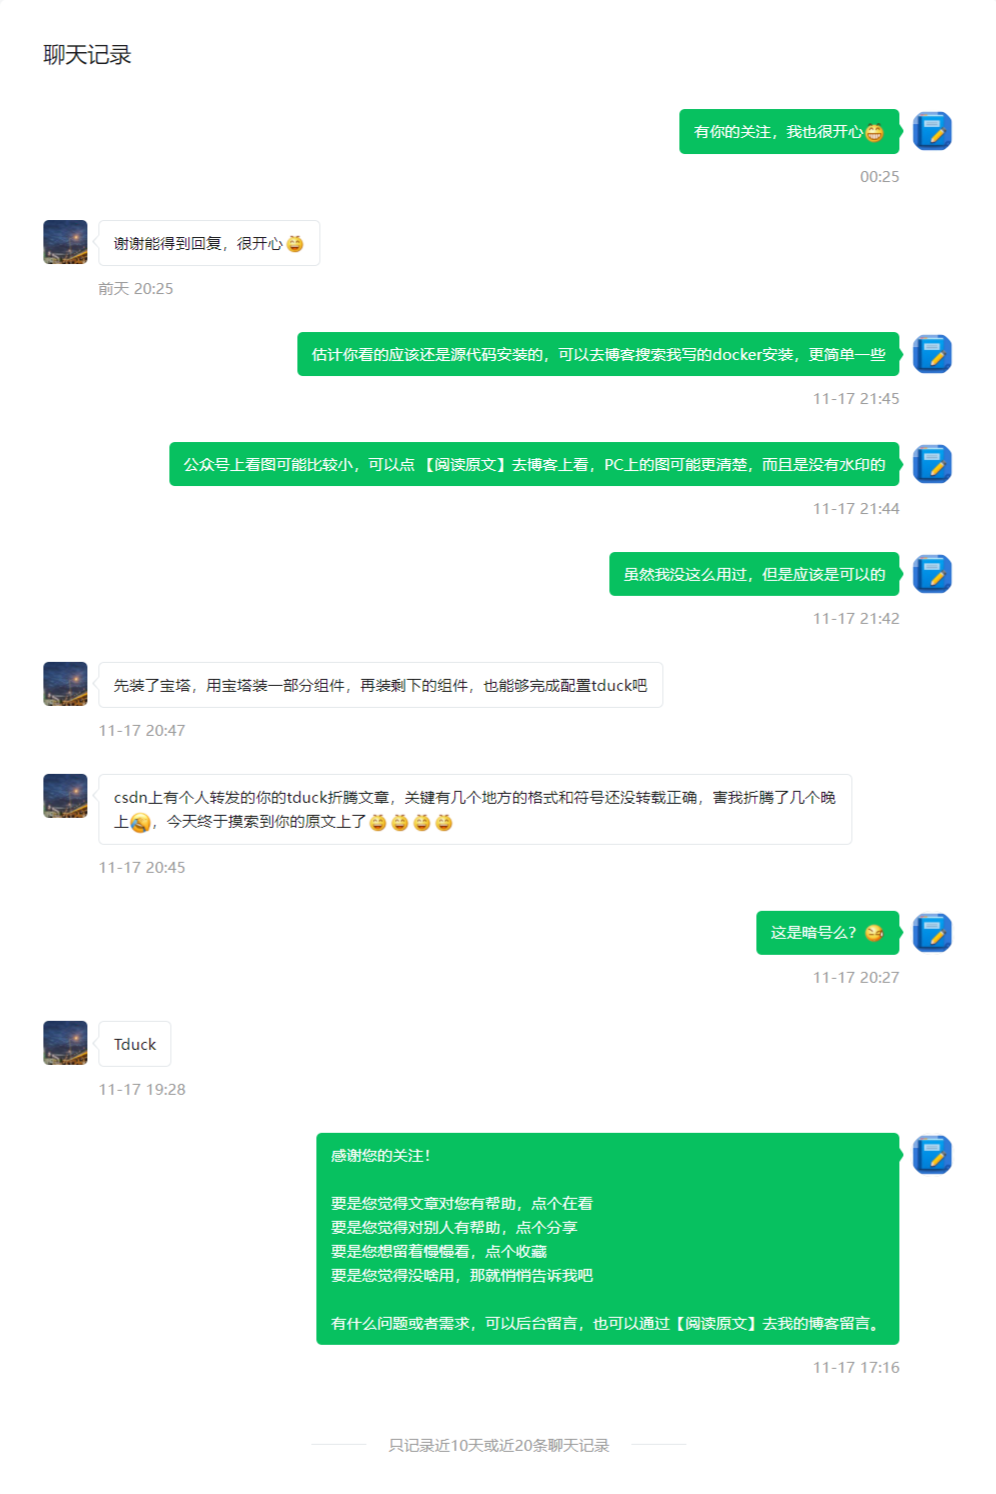 聊天记录
有你的关注，我也很开心😁
00:25
谢谢能得到回复，很开心😄
前天 20:25
估计你看的应该还是源代码安装的，可以去博客搜索我写的docker安装，更简单一些
11-17 21:45
公众号上看图可能比较小，可以点 【阅读原文】去博客上看，PC上的图可能更清楚，而且是没有水印的
11-17 21:44
虽然我没这么用过，但是应该是可以的
11-17 21:42
先装了宝塔，用宝塔装一部分组件，再装剩下的组件，也能够完成配置tduck吧
11-17 20:47
csdn上有个人转发的你的tduck折腾文章，关键有几个地方的格式和符号还没转载正确，害我折腾了几个晚
上，今天终于摸索到你的原文上了😄😄😄😄
11-17 20:45
这是暗号么？
11-17 20:27
Tduck
11-17 19:28
感谢您的关注！
要是您觉得文章对您有帮助，点个在看
要是您觉得对别人有帮助，点个分享
要是您想留着慢慢看，点个收藏
要是您觉得没啥用，那就悄悄告诉我吧
有什么问题或者需求，可以后台留言，也可以通过【阅读原文】去我的博客留言。
11-17 17:16
只记录近10天或近20条聊天记录